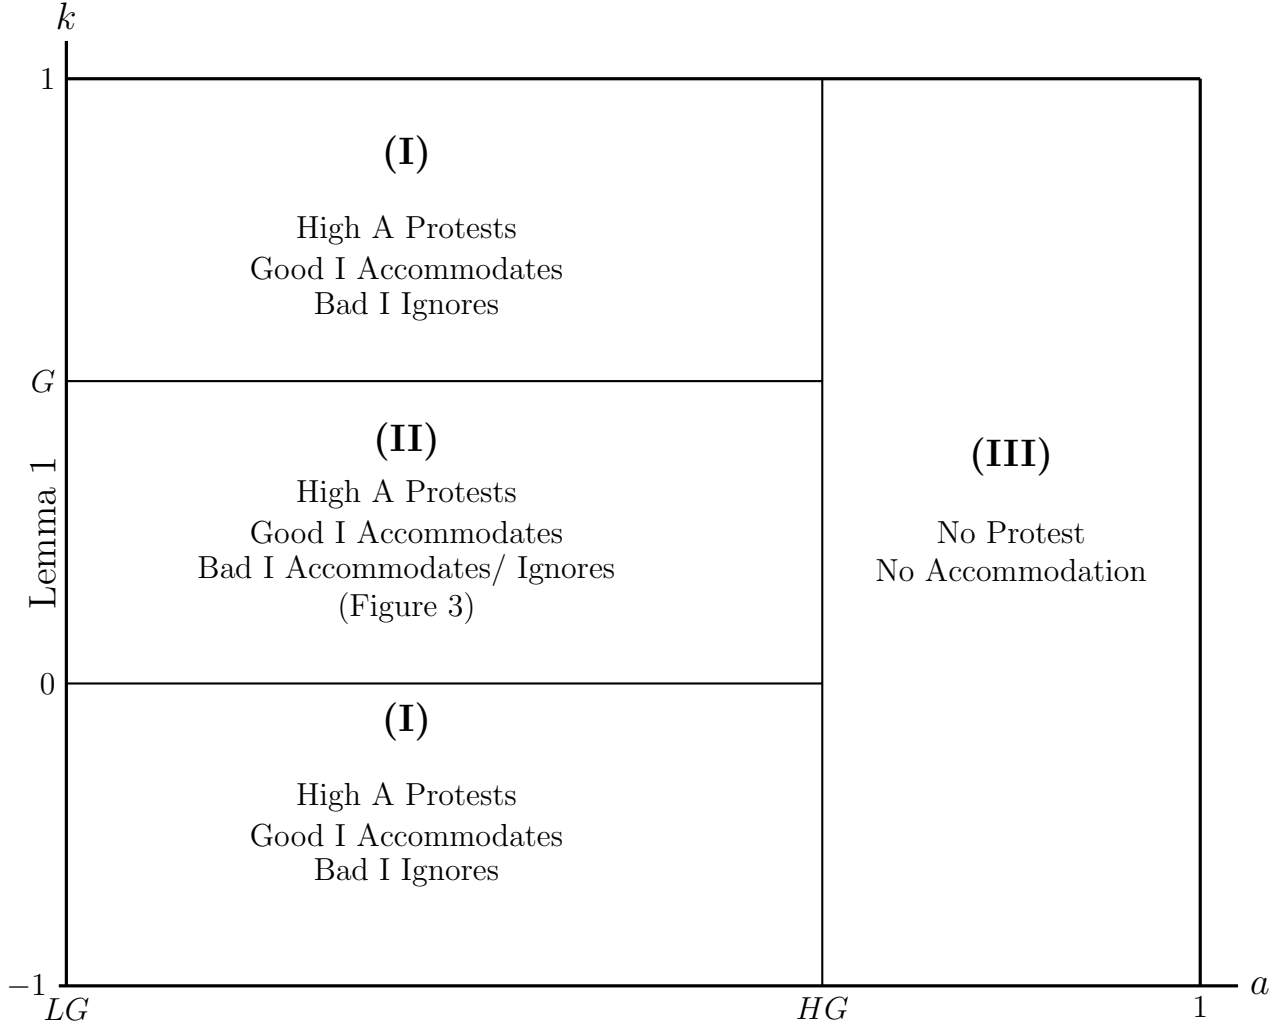 k
1
(I)
High A Protests
Good I Accommodates
Bad I Ignores
G
(II)
High A Protests
Good I Accommodates
Bad I Accommodates/ Ignores
(Figure 3)
Lemma 1
(III)
No Protest
No Accommodation
0
(I)
High A Protests
Good I Accommodates
Bad I Ignores
−1
LG
HG
1
a